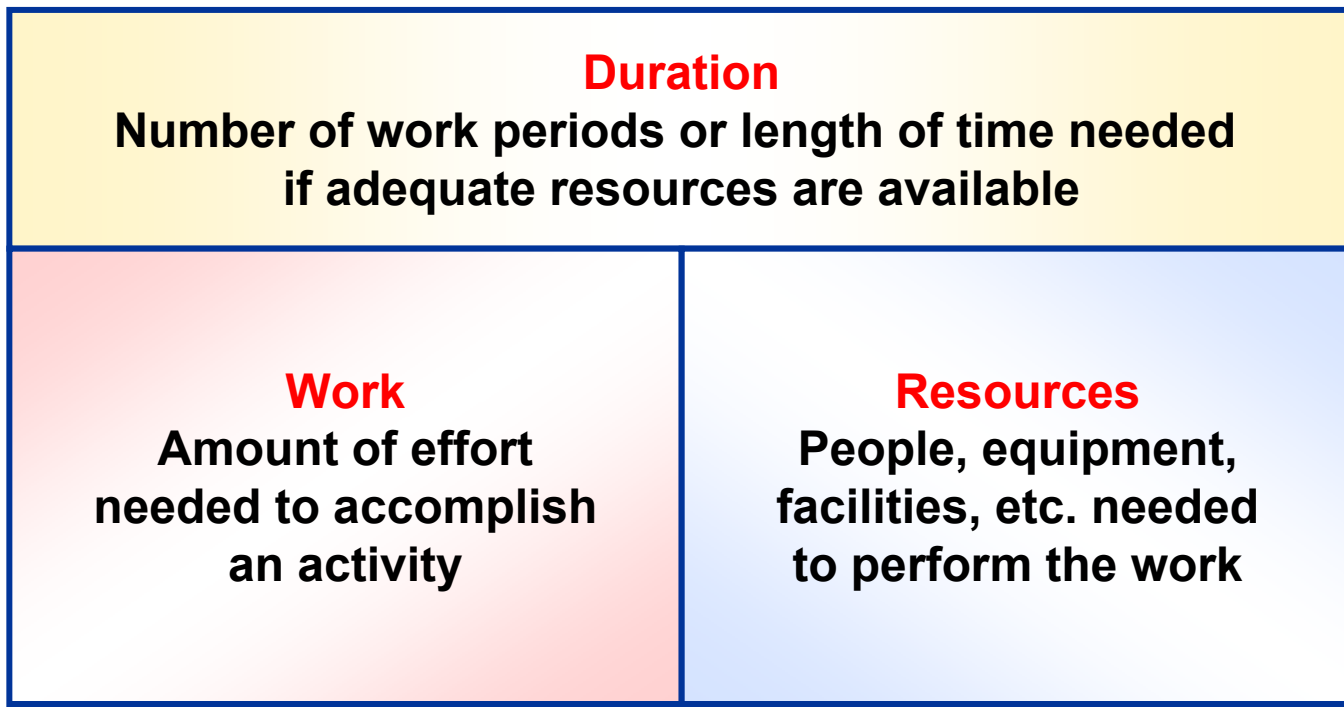 Duration
Number of work periods or length of time needed
if adequate resources are available
Work
Amount of effort
needed to accomplish
an activity
Resources
People, equipment,
facilities, etc. needed
to perform the work